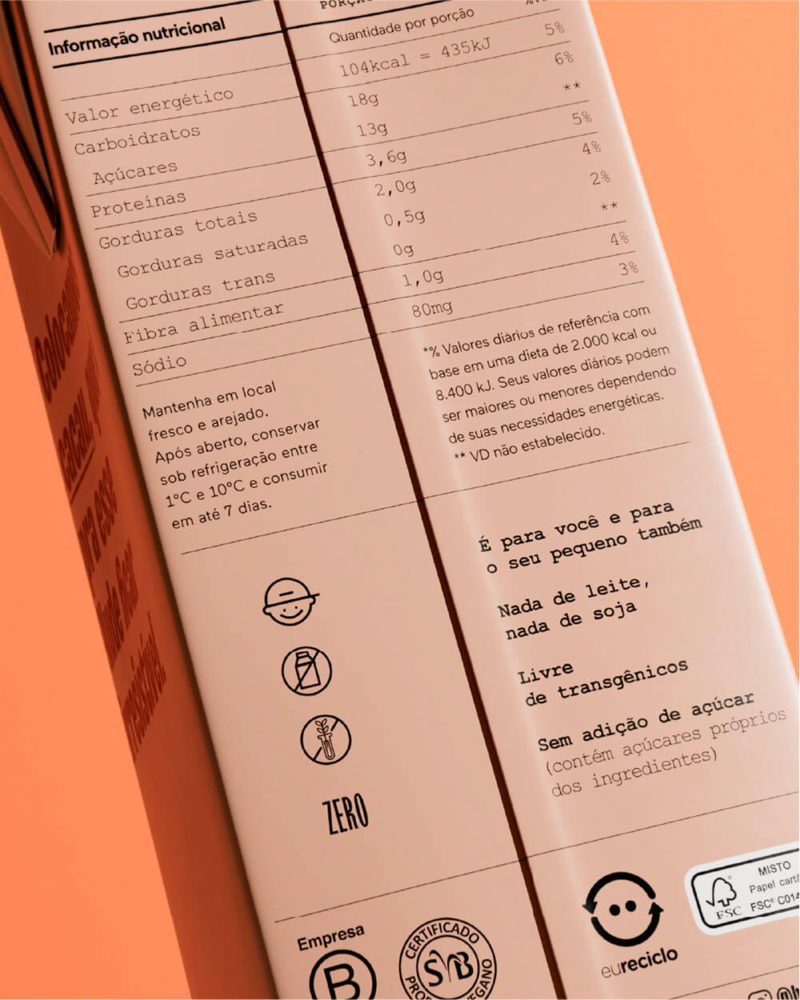 Informação nutricional
Quantidade por porção
Valor energético 104kcal = 435kJ 5%
Carboidratos 18g 6%
Açúcares 13g **
Proteínas 3,6g 5%
Gorduras totais 2,0g 4%
Gorduras saturadas 0,5g 2%
Gorduras trans 0g **
Fibra alimentar 1,0g 4%
Sódio 80mg 3%
*% Valores diários de referência com
base em uma dieta de 2.000 kcal ou
8.400 kJ. Seus valores diários podem
ser maiores ou menores dependendo
de suas necessidades energéticas.
** VD não estabelecido.
Mantenha em local
fresco e arejado.
Após aberto, conservar
sob refrigeração entre
1°C e 10°C e consumir
em até 7 dias.
É para você e para
o seu pequeno também
Nada de leite,
nada de soja
Livre
de transgênicos
ZERO
Sem adição de açúcar
(contém açúcares próprios
dos ingredientes)
Empresa
B
CERTIFICADO
SVB
eureciclo
FSC
MISTO
Papel
FSC®
cacau,